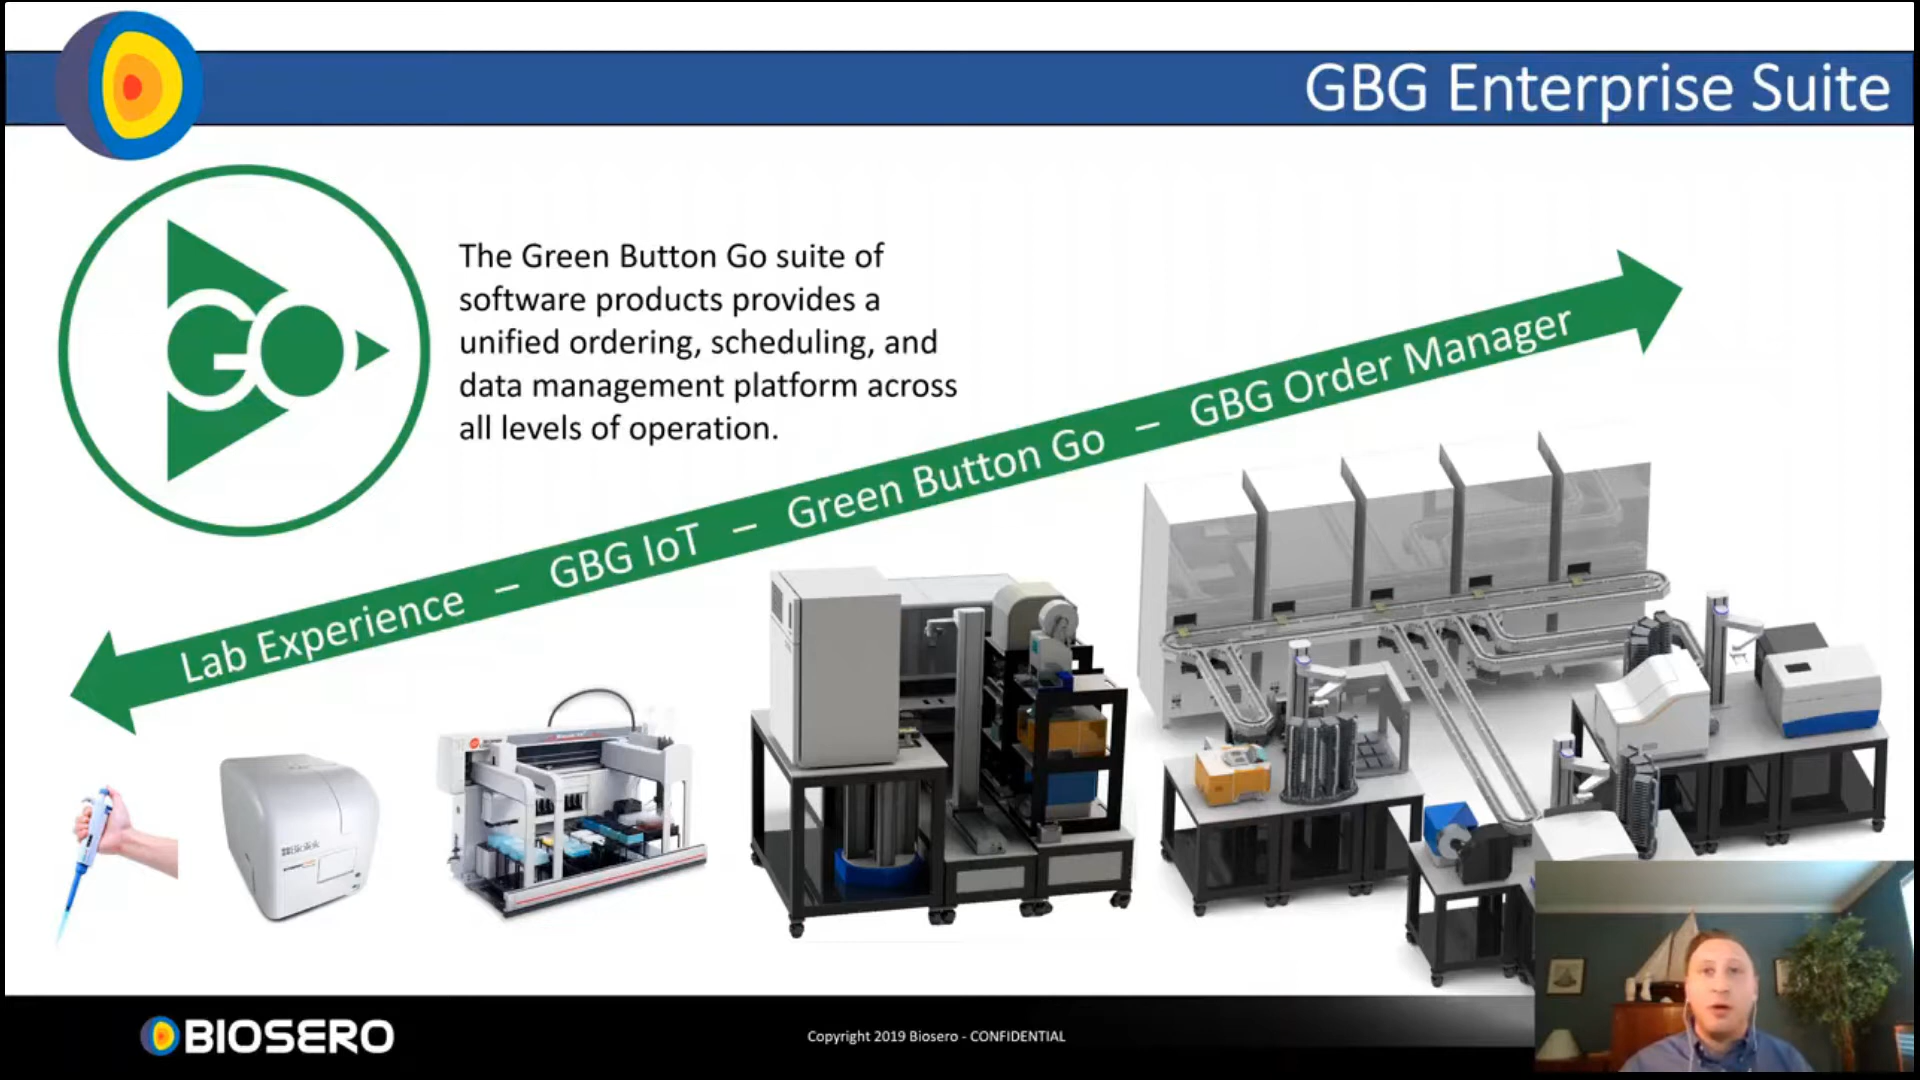 GBG Enterprise Suite
GO
The Green Button Go suite of
software products provides a
unified ordering, scheduling, and
data management platform across
all levels of operation.
Lab Experience – GBG IoT – Green Button Go – GBG Order Manager
BioTek
BIOSERO
Copyright 2019 Biosero - CONFIDENTIAL